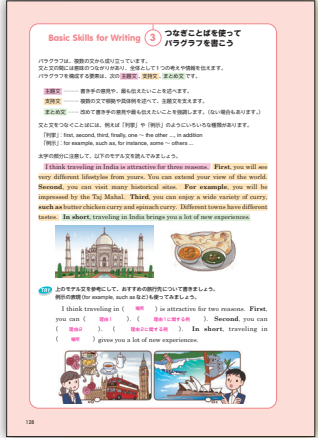 Basic Skills for Writing 3 つなぎことばを使って
パラグラフを書こう
パラグラフは、複数の文から成り立っています。
文と文の間には意味のつながりがあり、全体として1つの考えや情報を伝えます。
パラグラフを構成する要素は、次の主題文、支持文、まとめ文です。
主題文 ……… 書き手の意見や、最も伝えたいことを述べます。
支持文 ……… 複数の文で根拠や具体例を述べて、主題文を支えます。
まとめ文 ……… 改めて書き手の意見や最も伝えたいことを強調します。（ない場合もあります。）
文と文をつなぐことばには、例えば「列挙」や「例示」のようにいろいろな種類があります。
「列挙」: first, second, third, finally, one 〜 the other ..., in addition
「例示」: for example, such as, for instance, some 〜 others ...
太字の部分に注意して、以下のモデル文を読んでみましょう。
I think traveling in India is attractive for three reasons. First, you will see
very different lifestyles from yours. You can extend your view of the world.
Second, you can visit many historical sites. For example, you will be
impressed by the Taj Mahal. Third, you can enjoy a wide variety of curry,
such as butter chicken curry and spinach curry. Different towns have different
tastes. In short, traveling in India brings you a lot of new experiences.
TRY 上のモデル文を参考にして、おすすめの旅行先について書きましょう。
例示の表現 (for example, such as など) も使ってみましょう。
I think traveling in ( 場所 ) is attractive for two reasons. First,
you can ( 理由1 ). ( 理由1に関する例 ). Second, you can
( 理由2 ). ( 理由2に関する例 ). In short, traveling in
( 場所 ) gives you a lot of new experiences.
128